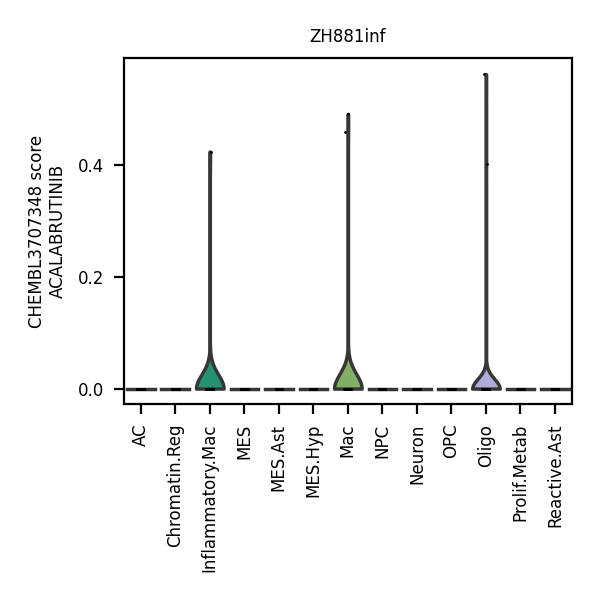 ZH881inf
CHEMBL3707348 score
ACALABRUTINIB
0.4
0.2
0.0
AC
Chromatin.Reg
Inflammatory.Mac
MES
MES.Ast
MES.Hyp
Mac
NPC
Neuron
OPC
Oligo
Prolif.Metab
Reactive.Ast